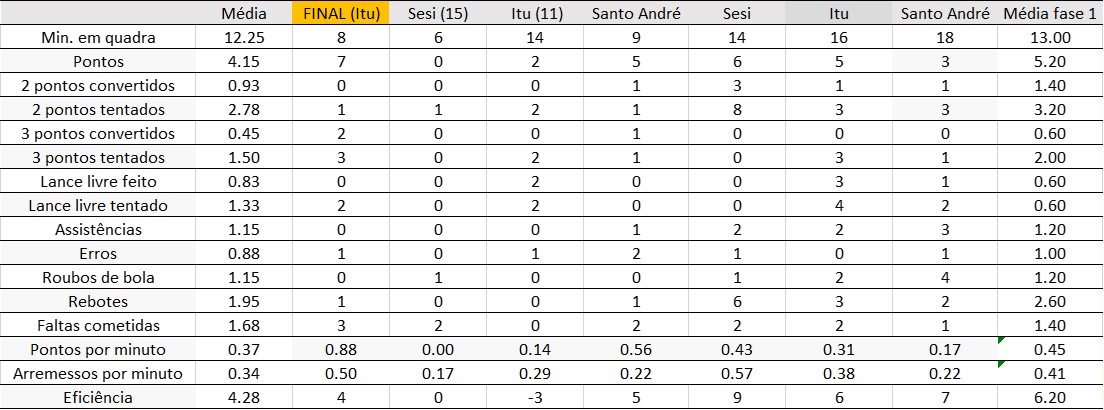 Média FINAL (Itu) Sesi (15) Itu (11) Santo André Sesi Itu Santo André Média fase 1
Min. em quadra 12.25 8 6 14 9 14 16 18 13.00
Pontos 4.15 7 0 2 5 6 5 3 5.20
2 pontos convertidos 0.93 0 0 0 1 3 1 1 1.40
2 pontos tentados 2.78 1 1 2 1 8 3 3 3.20
3 pontos convertidos 0.45 2 0 0 1 0 0 0 0.60
3 pontos tentados 1.50 3 0 2 1 0 3 1 2.00
Lance livre feito 0.83 0 0 2 0 0 3 1 0.60
Lance livre tentado 1.33 2 0 2 0 0 4 2 0.60
Assistências 1.15 0 0 0 1 2 2 3 1.20
Erros 0.88 1 0 1 2 1 0 1 1.00
Roubos de bola 1.15 0 1 0 0 1 2 4 1.20
Rebotes 1.95 1 0 0 1 6 3 2 2.60
Faltas cometidas 1.68 3 2 0 2 2 2 1 1.40
Pontos por minuto 0.37 0.88 0.00 0.14 0.56 0.43 0.31 0.17 0.45
Arremessos por minuto 0.34 0.50 0.17 0.29 0.22 0.57 0.38 0.22 0.41
Eficiência 4.28 4 0 -3 5 9 6 7 6.20